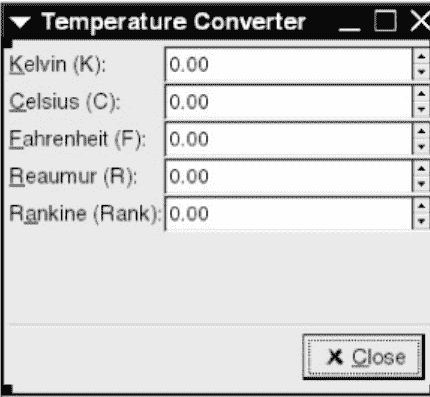 Temperature Converter
Kelvin (K): 0.00
Celsius (C): 0.00
Fahrenheit (F): 0.00
Reaumur (R): 0.00
Rankine (Rank): 0.00
Close